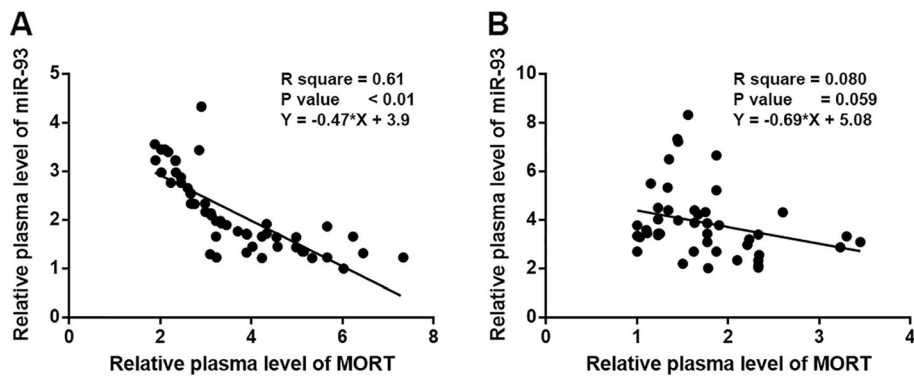 A
Relative plasma level of miR-93
5
4
3
2
1
0
0
2
4
6
8
Relative plasma level of MORT
R square = 0.61
P value < 0.01
Y = -0.47*X + 3.9
B
Relative plasma level of miR-93
10
8
6
4
2
0
0
1
2
3
4
Relative plasma level of MORT
R square = 0.080
P value = 0.059
Y = -0.69*X + 5.08